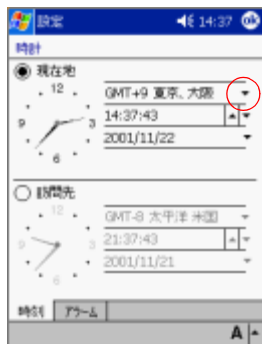 設定 14:37 ok
時計
現在地
12
GMT+9 東京、大阪
9 3 14:37:43
2001/11/22
6
訪問先
12
GMT-8 太平洋 米国
9 3 21:37:43
2001/11/21
6
時刻 アラーム
A